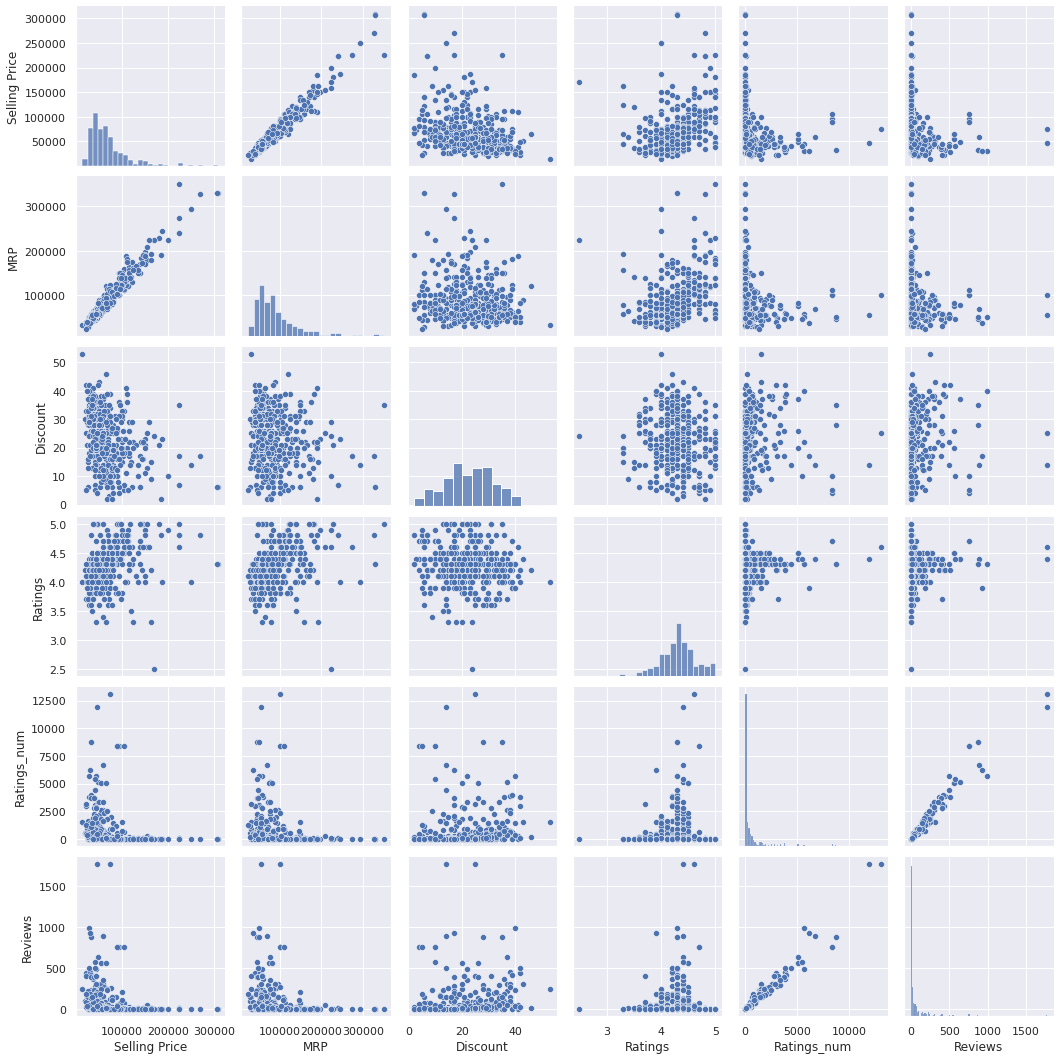 300000
250000
200000
150000
100000
50000
Selling Price
300000
200000
100000
MRP
50
40
30
20
10
0
Discount
5.0
4.5
4.0
3.5
3.0
2.5
Ratings
12500
10000
7500
5000
2500
0
Ratings_num
1500
1000
500
0
Reviews
100000 200000 300000
100000 200000 300000
0 20 40
3 4 5
0 5000 10000
0 500 1000 1500
Selling Price MRP Discount Ratings Ratings_num Reviews